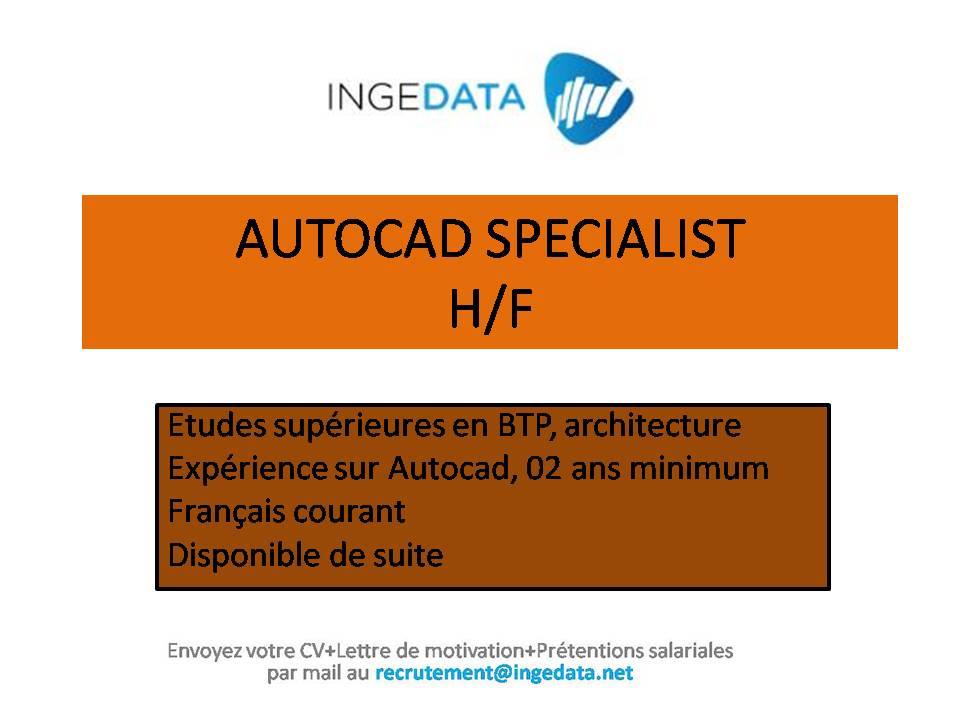 INGEDATA
AUTOCAD SPECIALIST
H/F
Etudes supérieures en BTP, architecture
Expérience sur Autocad, 02 ans minimum
Français courant
Disponible de suite
Envoyez votre CV+Lettre de motivation+Prétentions salariales
par mail au recrutement@ingedata.net